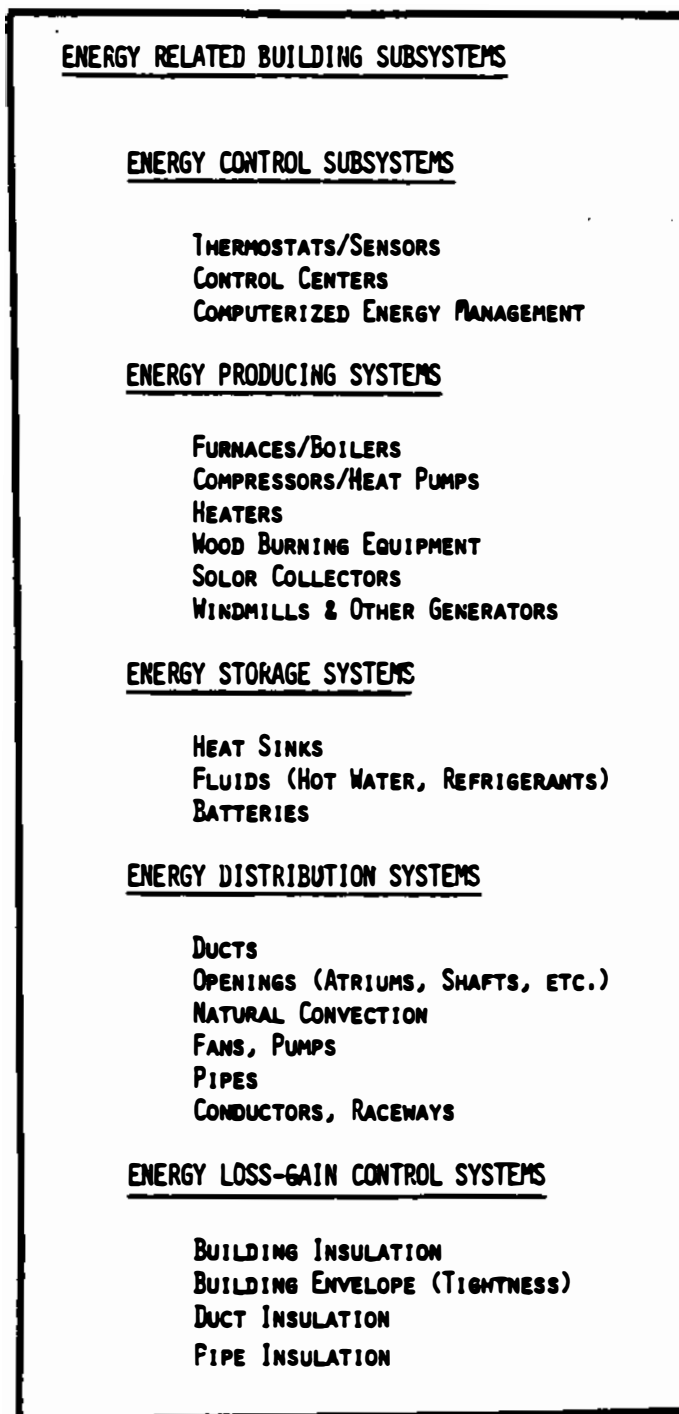 ENERGY RELATED BUILDING SUBSYSTEMS
ENERGY CONTROL SUBSYSTEMS
THERMOSTATS/SENSORS
CONTROL CENTERS
COMPUTERIZED ENERGY MANAGEMENT
ENERGY PRODUCING SYSTEMS
FURNACES/BOILERS
COMPRESSORS/HEAT PUMPS
HEATERS
WOOD BURNING EQUIPMENT
SOLOR COLLECTORS
WINDMILLS & OTHER GENERATORS
ENERGY STORAGE SYSTEMS
HEAT SINKS
FLUIDS (HOT WATER, REFRIGERANTS)
BATTERIES
ENERGY DISTRIBUTION SYSTEMS
DUCTS
OPENINGS (ATRIUMS, SHAFTS, ETC.)
NATURAL CONVECTION
FANS, PUMPS
PIPES
CONDUCTORS, RACEWAYS
ENERGY LOSS-GAIN CONTROL SYSTEMS
BUILDING INSULATION
BUILDING ENVELOPE (TIGHTNESS)
DUCT INSULATION
PIPE INSULATION